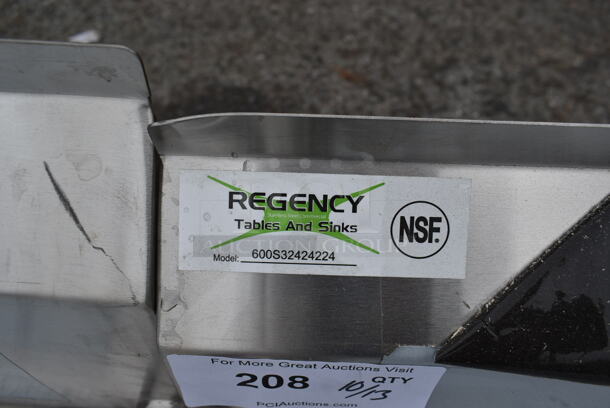 REGENCY
Tables And Sinks
NSF.
Model: 600S32424224
For More Great Auctions Visit
208 10/13 QTY
PCIAuctions.com